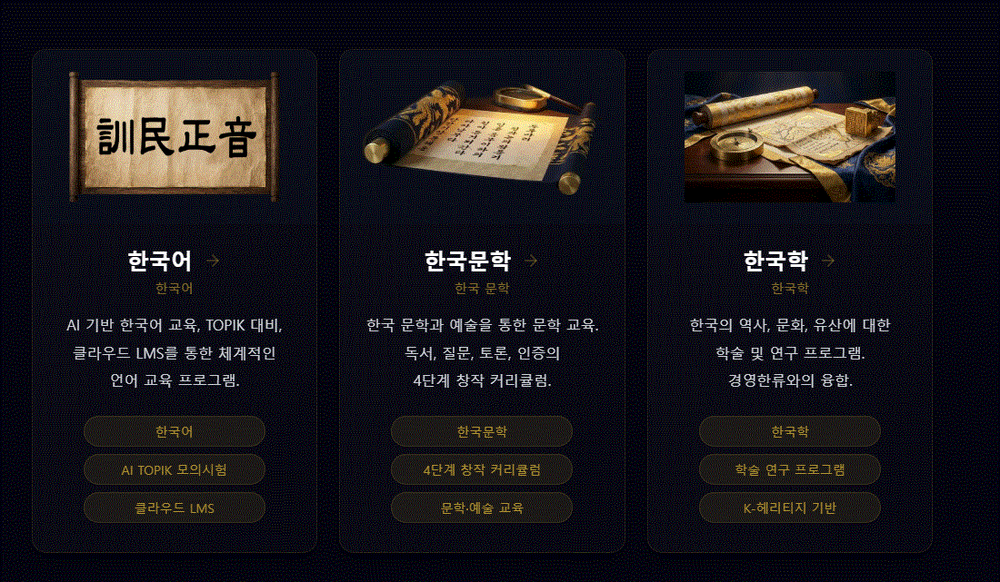 訓民正音
한국어 →
한국어
AI 기반 한국어 교육, TOPIK 대비,
클라우드 LMS를 통한 체계적인
언어 교육 프로그램.
한국어
AI TOPIK 모의시험
클라우드 LMS
한국문학 →
한국 문학
한국 문학과 예술을 통한 문학 교육.
독서, 질문, 토론, 인증의
4단계 창작 커리큘럼.
한국문학
4단계 창작 커리큘럼
문학·예술 교육
한국학 →
한국학
한국의 역사, 문화, 유산에 대한
학술 및 연구 프로그램.
경영한류와의 융합.
한국학
학술 연구 프로그램
K-헤리티지 기반